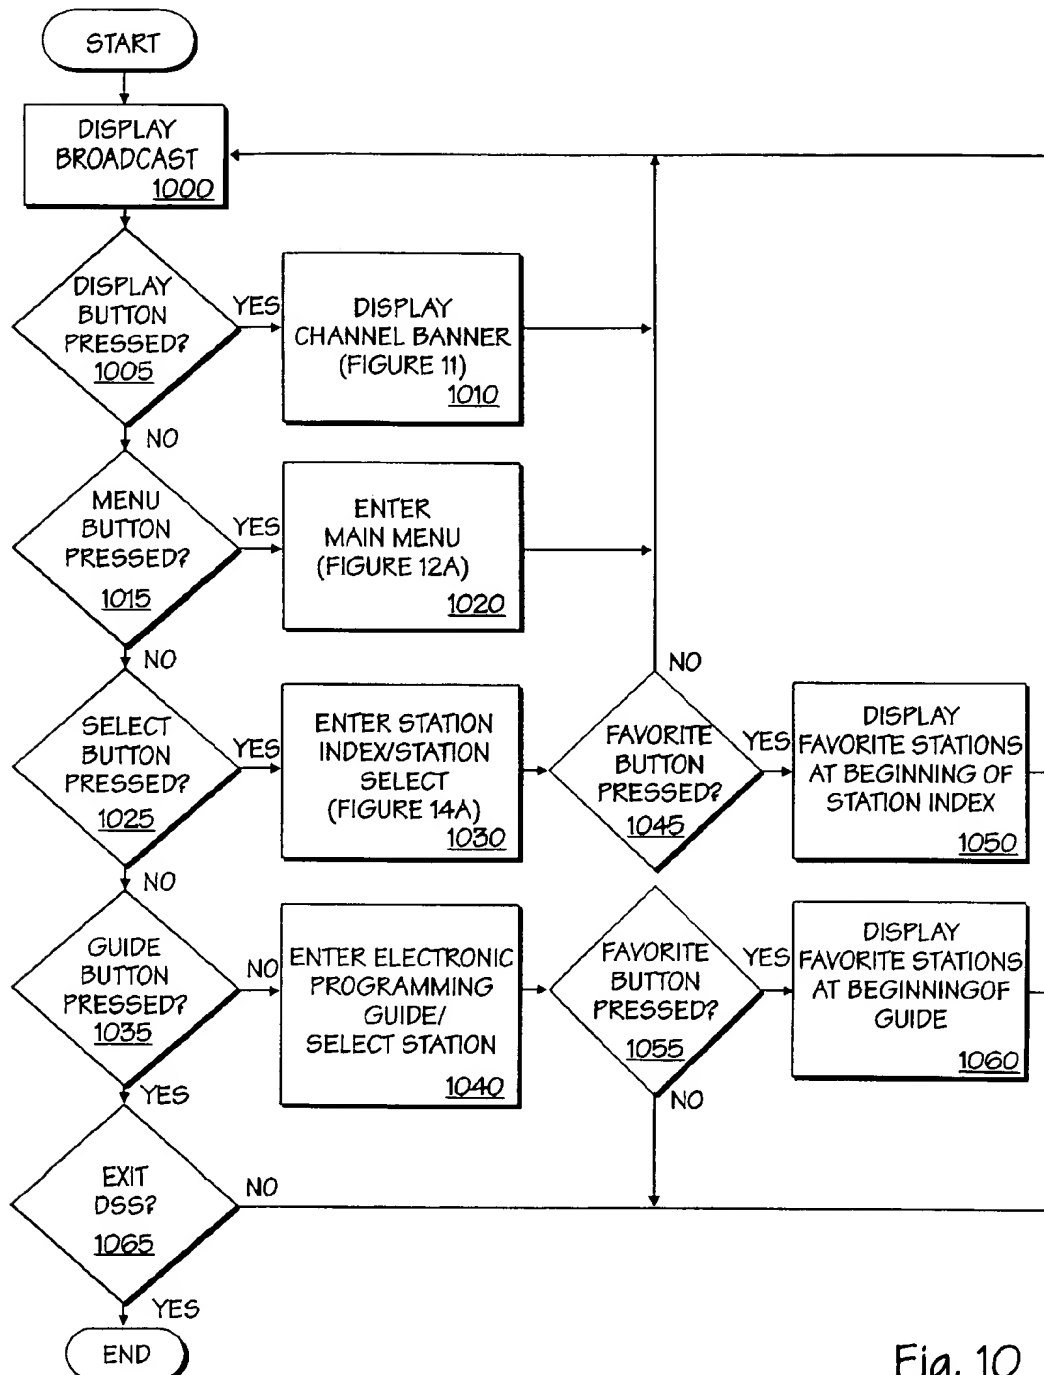 START
DISPLAY
BROADCAST
1000
DISPLAY
BUTTON
PRESSED?
1005
YES
NO
DISPLAY
CHANNEL BANNER
(FIGURE 11)
1010
MENU
BUTTON
PRESSED?
1015
YES
NO
ENTER
MAIN MENU
(FIGURE 12A)
1020
SELECT
BUTTON
PRESSED?
1025
YES
NO
ENTER STATION
INDEX/STATION
SELECT
(FIGURE 14A)
1030
NO
FAVORITE
BUTTON
PRESSED?
1045
YES
DISPLAY
FAVORITE STATIONS
AT BEGINNING OF
STATION INDEX
1050
GUIDE
BUTTON
PRESSED?
1035
NO
YES
ENTER ELECTRONIC
PROGRAMMING
GUIDE/
SELECT STATION
1040
FAVORITE
BUTTON
PRESSED?
1055
YES
NO
DISPLAY
FAVORITE STATIONS
AT BEGINNINGOF
GUIDE
1060
EXIT
DSS?
1065
NO
YES
END
Fig. 10